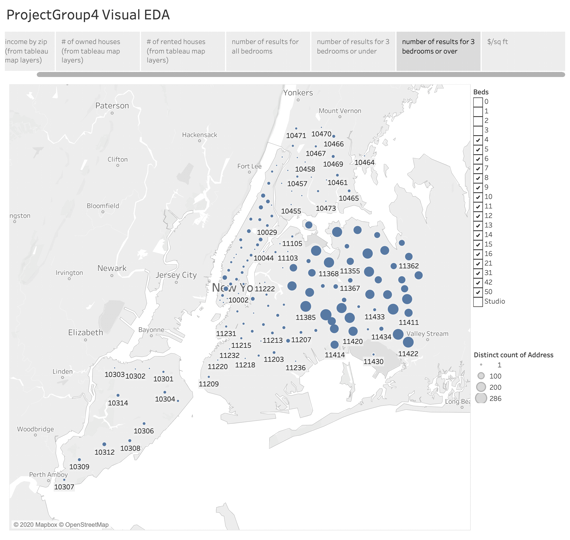 ProjectGroup4 Visual EDA
income by zip
(from tableau
map layers)
# of owned houses
(from tableau map
layers)
# of rented houses
(from tableau map
layers)
number of results for
all bedrooms
number of results for 3
bedrooms or under
number of results for 3
bedrooms or over
$/sq ft
Beds
0
1
2
3
4
5
6
7
8
9
10
11
12
13
14
15
16
21
31
42
50
Studio
Distinct count of Address
1
100
200
286
Yonkers
Paterson
Mount Vernon
Hackensack
10471
10470
10466
10467
Clifton
Fort Lee
10458
10469
10464
10457
10461
10465
Bloomfield
10455
10473
ngston
10029
11105
10044
11103
11362
Irvington
Newark
Jersey City
11368
11355
New Yo
11222
11367
10002
11385
11433
11411
Elizabeth
Bayonne
11231
11434
Valley Stream
11215
11213
11207
11420
11232
11203
11414
11422
11220
11218
11430
11236
Linden
10303
10302
10301
11209
10314
10304
Long Be
Woodbridge
10306
10312
10308
10309
Perth Amboy
10307
© 2020 Mapbox © OpenStreetMap